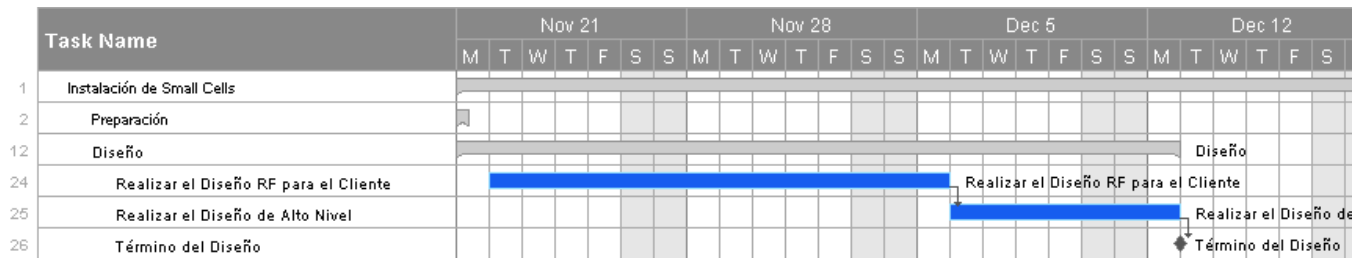 Task Name
Nov 21 Nov 28 Dec 5 Dec 12
M T W T F S S M T W T F S S M T W T F S S M T W T F S
1 Instalación de Small Cells
2 Preparación
12 Diseño Diseño
24 Realizar el Diseño RF para el Cliente Realizar el Diseño RF para el Cliente
25 Realizar el Diseño de Alto Nivel Realizar el Diseño de
26 Término del Diseño Término del Diseño